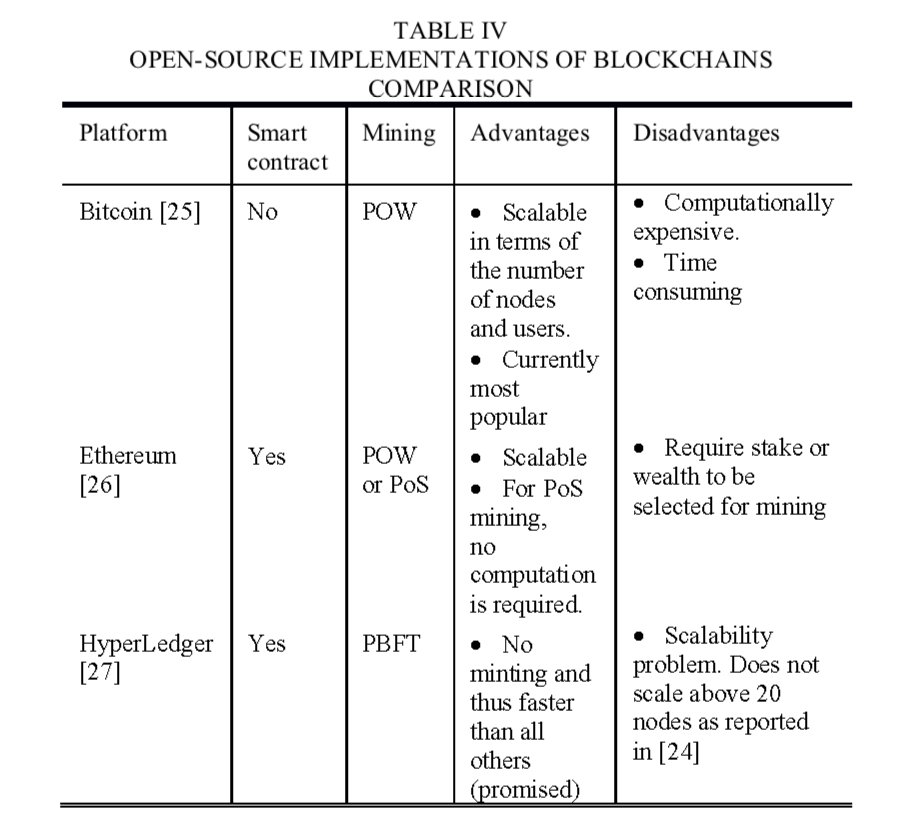 TABLE IV
OPEN-SOURCE IMPLEMENTATIONS OF BLOCKCHAINS
COMPARISON
Platform
Smart
contract
Mining
Advantages
Disadvantages
Bitcoin [25]
No
POW
• Scalable
in terms of
the number
of nodes
and users.
• Currently
most
popular
• Computationally
expensive.
• Time
consuming
Ethereum
[26]
Yes
POW
or PoS
• Scalable
• For PoS
mining,
no
computation
is required.
• Require stake or
wealth to be
selected for mining
HyperLedger
[27]
Yes
PBFT
• No
minting and
thus faster
than all
others
(promised)
• Scalability
problem. Does not
scale above 20
nodes as reported
in [24]